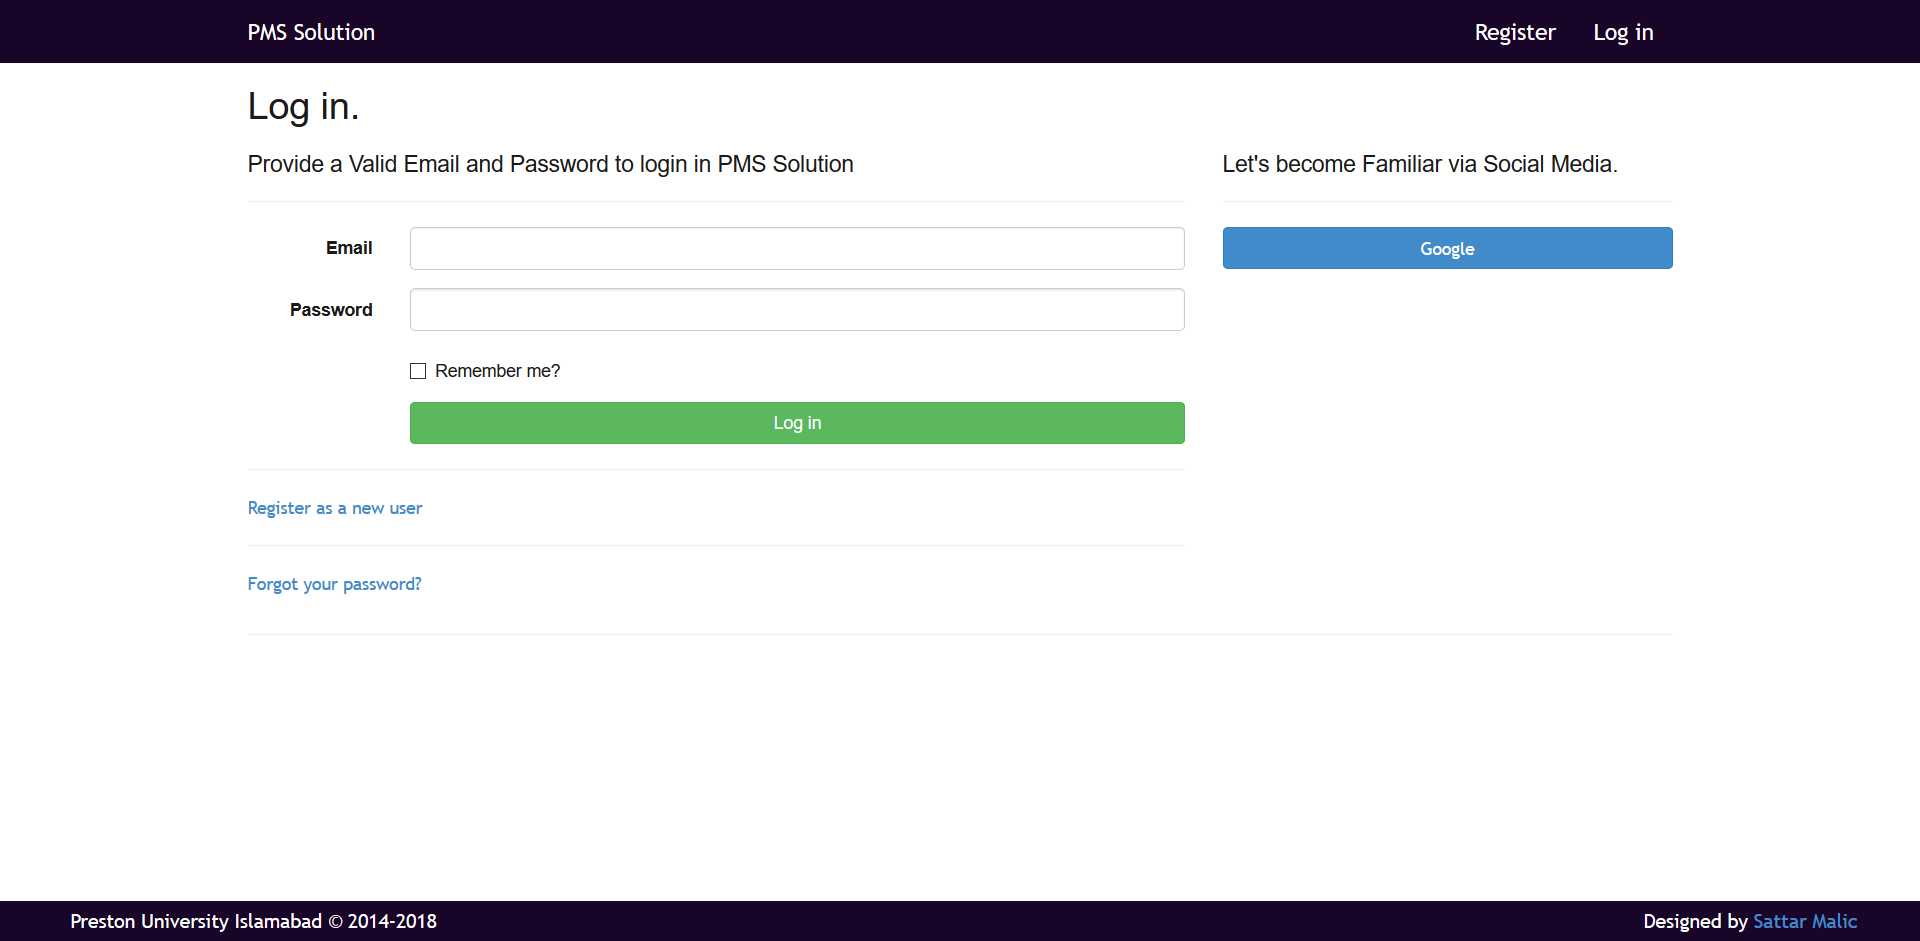 PMS Solution
Register
Log in
Log in.
Provide a Valid Email and Password to login in PMS Solution
Let's become Familiar via Social Media.
Email
Google
Password
Remember me?
Log in
Register as a new user
Forgot your password?
Preston University Islamabad © 2014-2018
Designed by Sattar Malic